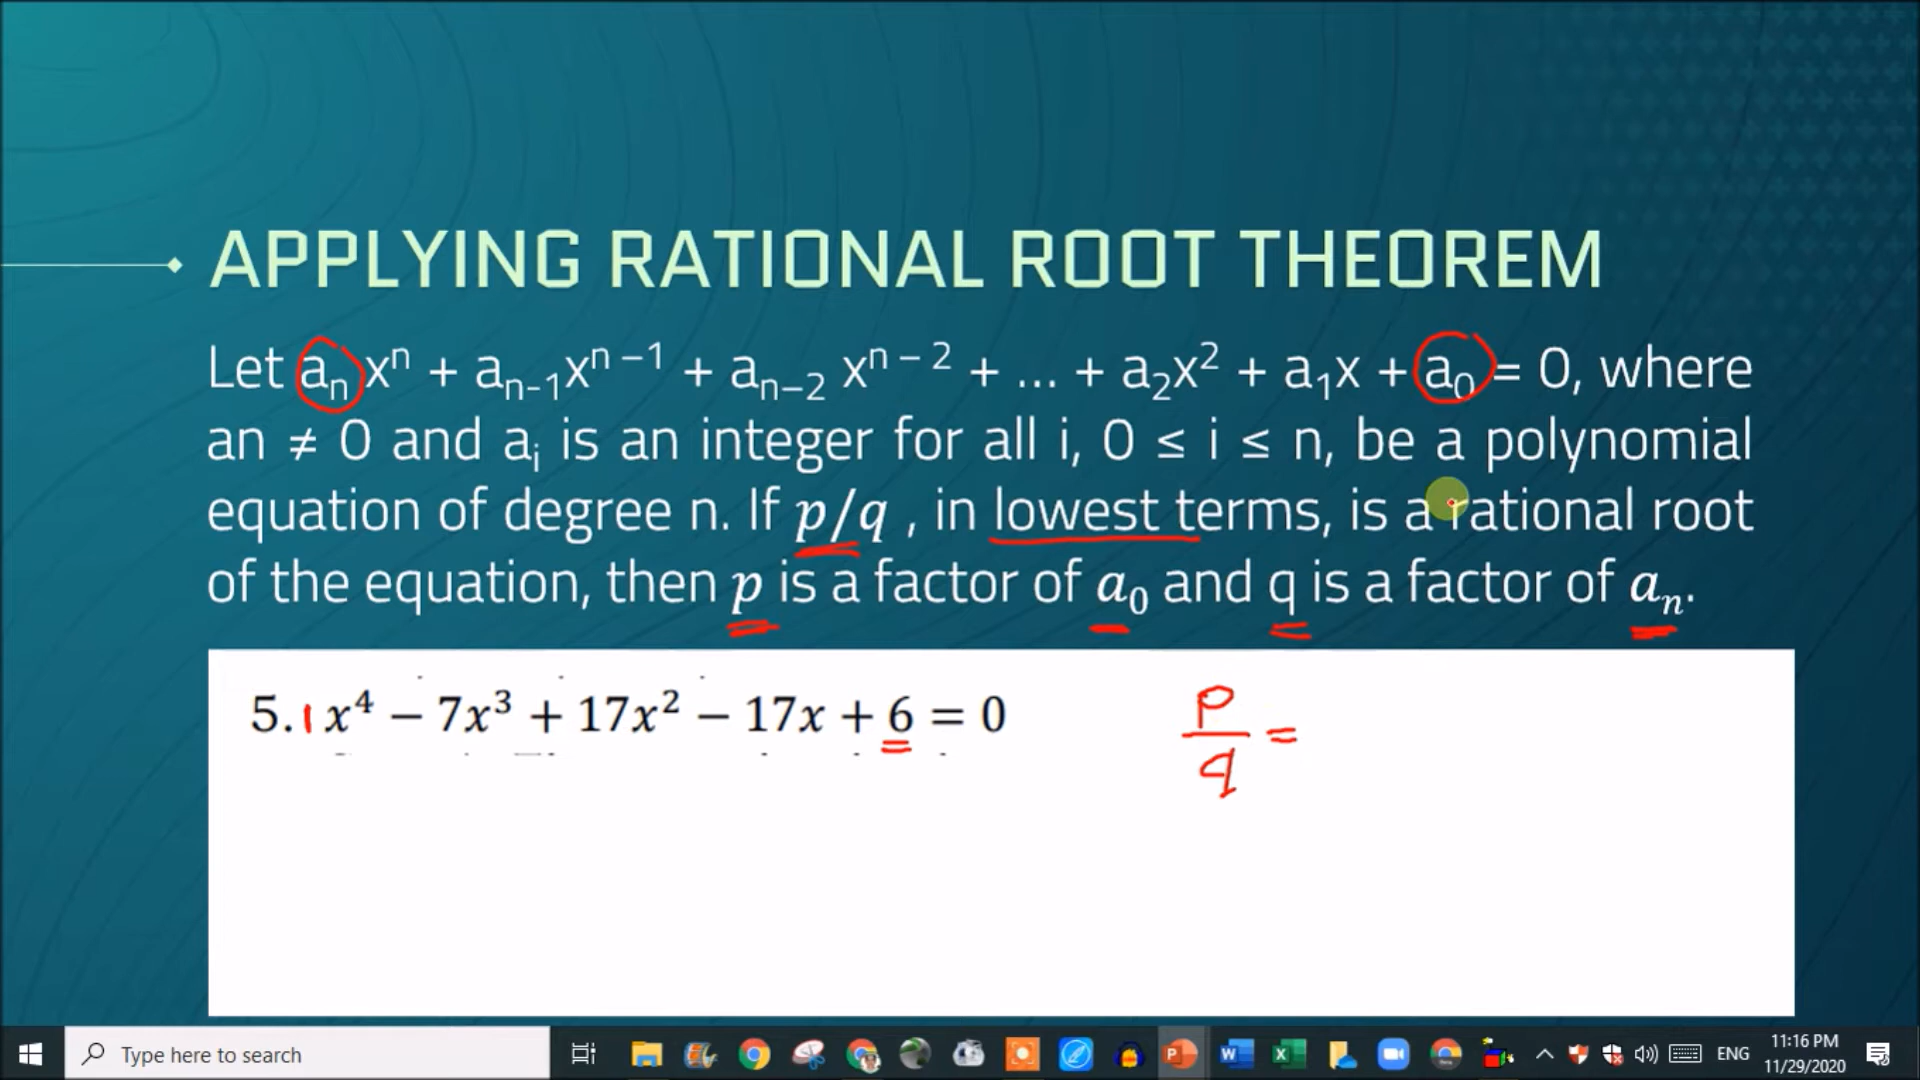 APPLYING RATIONAL ROOT THEOREM
Let aₙ xⁿ + aₙ₋₁xⁿ ⁻¹ + aₙ₋₂ xⁿ ⁻ ² + ... + a₂x² + a₁x + a₀ = 0, where
an ≠ 0 and aᵢ is an integer for all i, 0 ≤ i ≤ n, be a polynomial
equation of degree n. If p/q , in lowest terms, is a rational root
of the equation, then p is a factor of a₀ and q is a factor of aₙ.
5. 1 x⁴ − 7x³ + 17x² − 17x + 6 = 0
p
q =
Type here to search
ENG
11:16 PM
11/29/2020